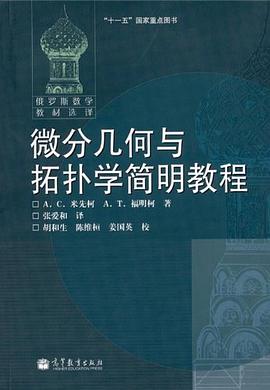 "十一五"国家重点图书
俄罗斯数学
教材选译
微分几何与
拓扑学简明教程
□ A. C. 米先柯 A. T. 福明柯 著
□ 张爱和 译
□ 胡和生 陈维桓 姜国英 校
高等教育出版社